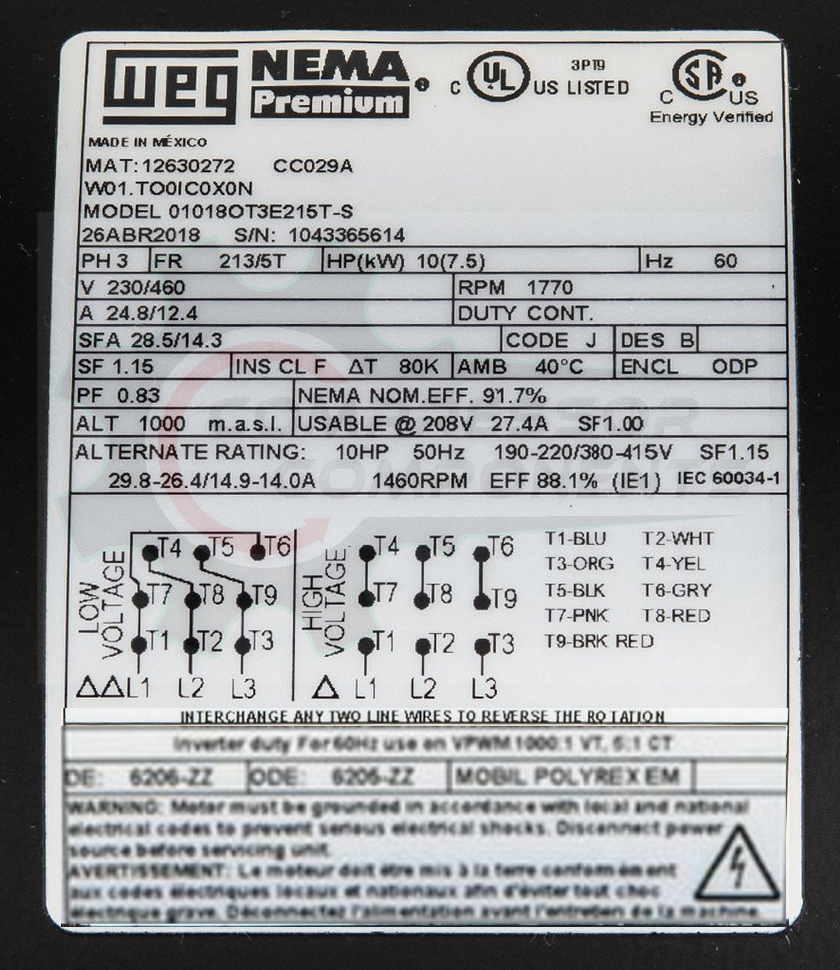 WEG NEMA Premium C UL US LISTED 3PT9 C SA US
Energy Verified
MADE IN MÉXICO
MAT:12630272 CC029A
W01.TO0IC0X0N
MODEL 01018OT3E215T-S
26ABR2018 S/N: 1043365614
PH 3 FR 213/5T HP(kW) 10(7.5) Hz 60
V 230/460 RPM 1770
A 24.8/12.4 DUTY CONT.
SFA 28.5/14.3 CODE J DES B
SF 1.15 INS CL F ΔT 80K AMB 40°C ENCL ODP
PF 0.83 NEMA NOM.EFF. 91.7%
ALT 1000 m.a.s.l. USABLE @ 208V 27.4A SF1.00
ALTERNATE RATING: 10HP 50Hz 190-220/380-415V SF1.15
29.8-26.4/14.9-14.0A 1460RPM EFF 88.1% (IE1) IEC 60034-1
COMPRESSOR
COMPONENTS
LOW VOLTAGE
T4 T5 T6
T7 T8 T9
T1 T2 T3
ΔΔ L1 L2 L3
HIGH VOLTAGE
T4 T5 T6
T7 T8 T9
T1 T2 T3
Δ L1 L2 L3
T1-BLU T2-WHT
T3-ORG T4-YEL
T5-BLK T6-GRY
T7-PNK T8-RED
T9-BRK RED
INTERCHANGE ANY TWO LINE WIRES TO REVERSE THE ROTATION
Inverter duty For 60Hz use on VPWM 1000:1 VT, 6:1 CT
DE: 6206-ZZ ODE: 6205-ZZ MOBIL POLYREX EM
WARNING: Motor must be grounded in accordance with local and national
electrical codes to prevent serious electrical shocks. Disconnect power
source before servicing unit.
AVERTISSEMENT: Le moteur doit être mis à la terre conformément
aux codes électriques locaux et nationaux afin d'éviter tout choc
électrique grave. Déconnectez l'alimentation avant l'entretien de la machine.